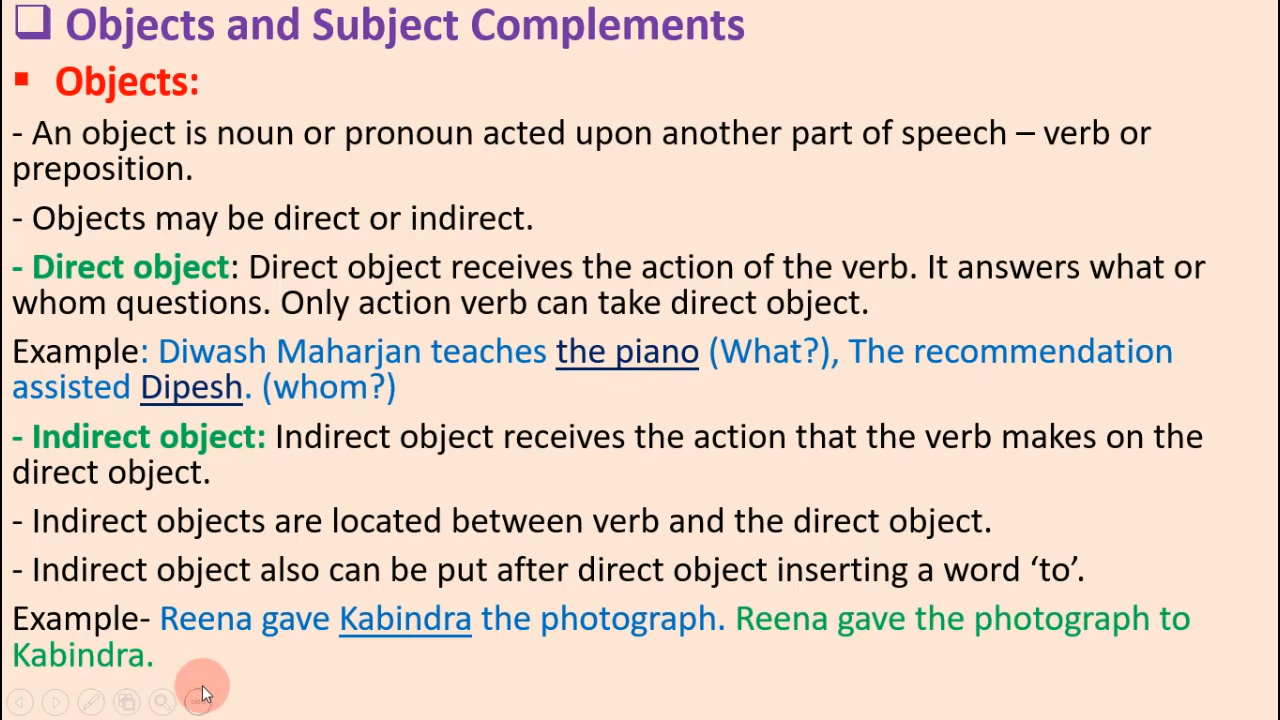 Objects and Subject Complements
Objects:
- An object is noun or pronoun acted upon another part of speech – verb or
preposition.
- Objects may be direct or indirect.
- Direct object: Direct object receives the action of the verb. It answers what or
whom questions. Only action verb can take direct object.
Example: Diwash Maharjan teaches the piano (What?), The recommendation
assisted Dipesh. (whom?)
- Indirect object: Indirect object receives the action that the verb makes on the
direct object.
- Indirect objects are located between verb and the direct object.
- Indirect object also can be put after direct object inserting a word ‘to’.
Example- Reena gave Kabindra the photograph. Reena gave the photograph to
Kabindra.